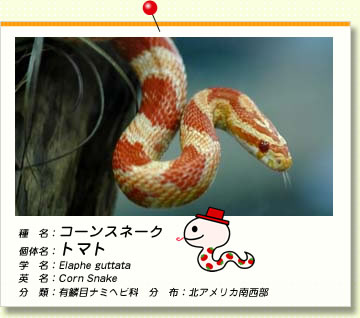 種　名：コーンスネーク
個体名：トマト
学　名：Elaphe guttata
英　名：Corn Snake
分　類：有鱗目ナミヘビ科　分　布：北アメリカ南西部